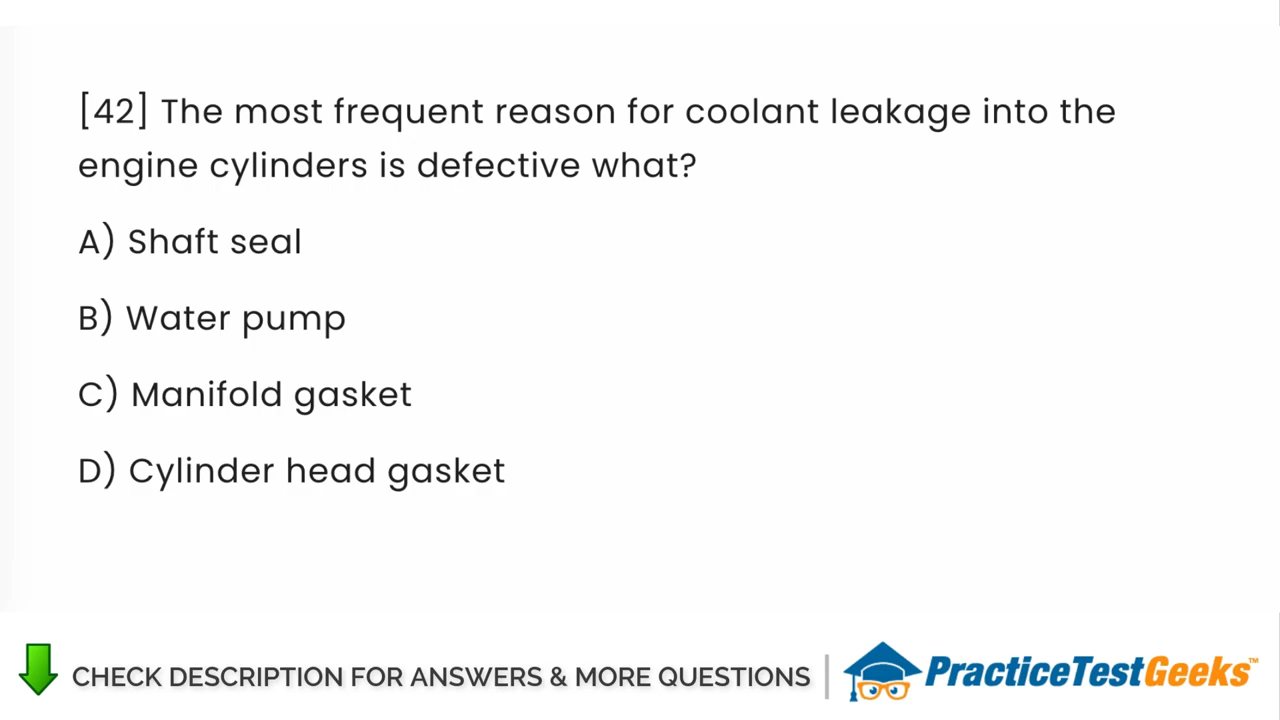 [42] The most frequent reason for coolant leakage into the
engine cylinders is defective what?
A) Shaft seal
B) Water pump
C) Manifold gasket
D) Cylinder head gasket
CHECK DESCRIPTION FOR ANSWERS & MORE QUESTIONS
PracticeTestGeeks™